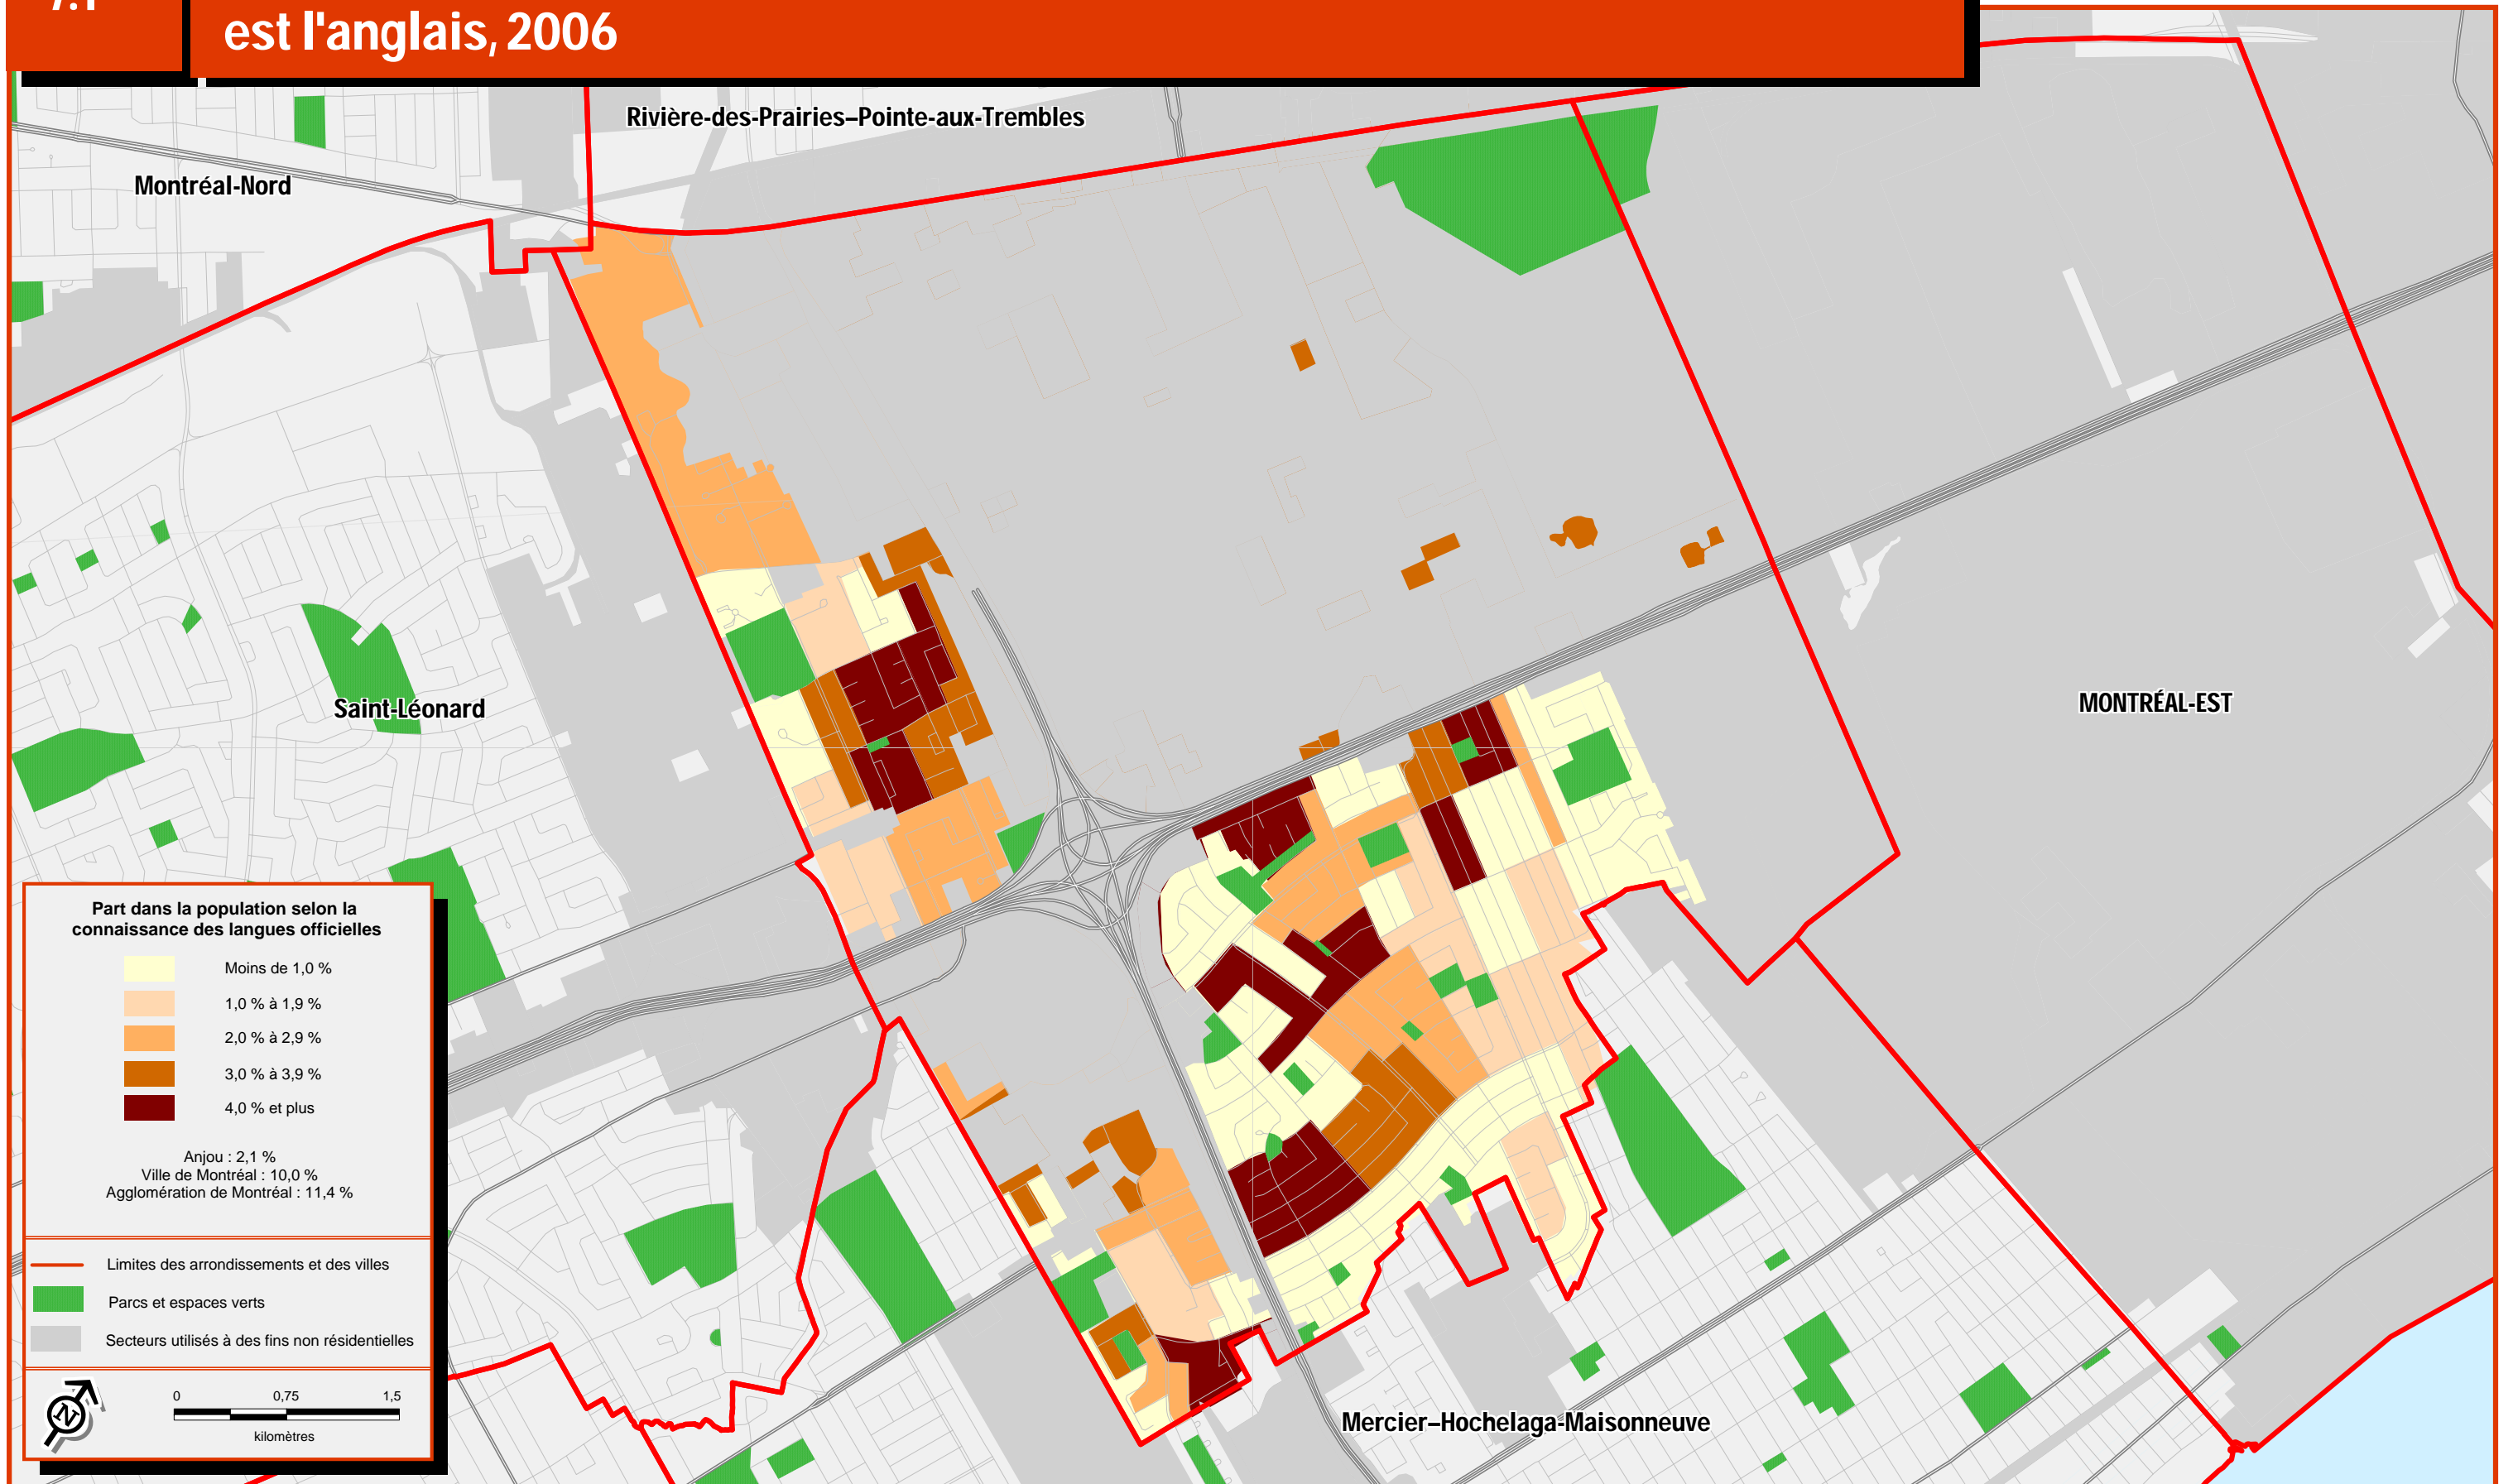 7.1
est l'anglais, 2006
Rivière-des-Prairies–Pointe-aux-Trembles
Montréal-Nord
Saint-Léonard
MONTRÉAL-EST
Mercier–Hochelaga-Maisonneuve
Part dans la population selon la
connaissance des langues officielles
Moins de 1,0 %
1,0 % à 1,9 %
2,0 % à 2,9 %
3,0 % à 3,9 %
4,0 % et plus
Anjou : 2,1 %
Ville de Montréal : 10,0 %
Agglomération de Montréal : 11,4 %
Limites des arrondissements et des villes
Parcs et espaces verts
Secteurs utilisés à des fins non résidentielles
N
0 0,75 1,5
kilomètres